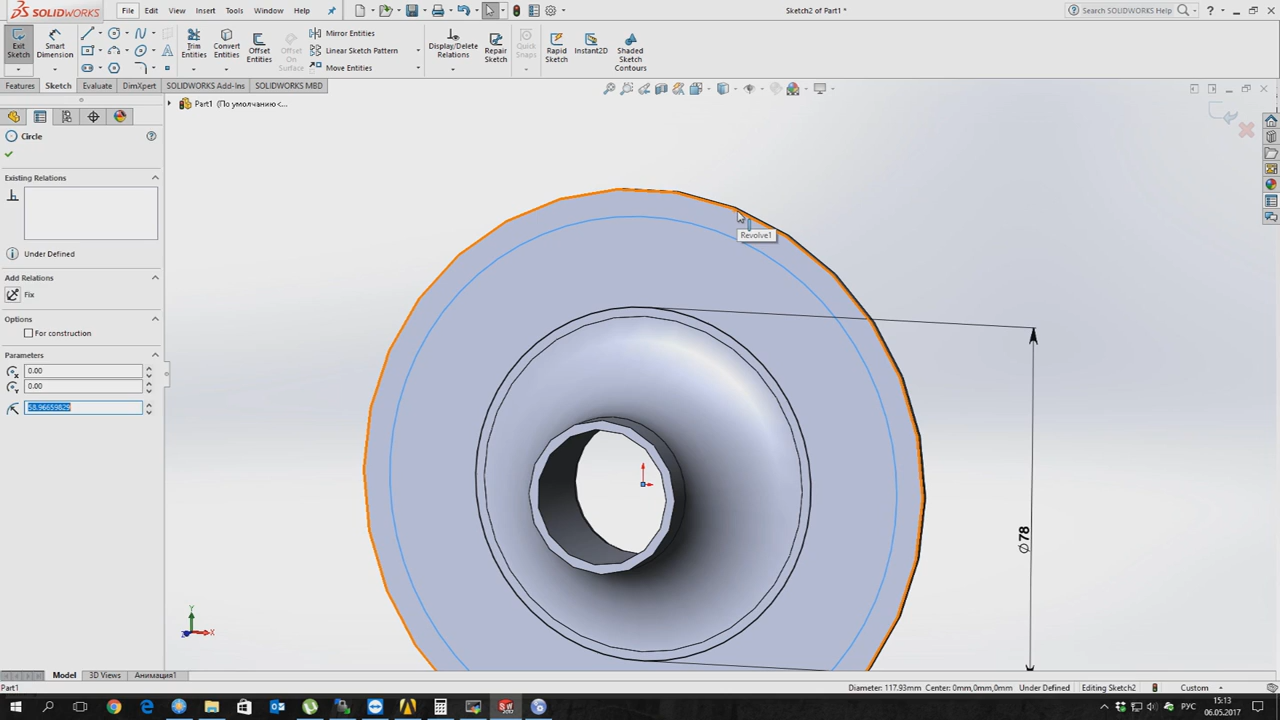 SOLIDWORKS
File Edit View Insert Tools Window Help
Sketch2 of Part1 *
Search SOLIDWORKS Help
Exit Sketch
Smart Dimension
Trim Entities
Convert Entities
Offset Entities
Offset On Surface
Mirror Entities
Linear Sketch Pattern
Move Entities
Display/Delete Relations
Repair Sketch
Quick Snaps
Rapid Sketch
Instant2D
Shaded Sketch Contours
Features Sketch Evaluate DimXpert SOLIDWORKS Add-Ins SOLIDWORKS MBD
Part1 (По умолчанию <...
Circle
Existing Relations
Under Defined
Add Relations
Fix
Options
For construction
Parameters
0.00
0.00
58.96659829
Revolve1
Ø78
Y
X
Z
Model 3D Views Анимация1
Part1
Diameter: 117.93mm Center: 0mm,0mm,0mm Under Defined Editing Sketch2 Custom
РУС
15:13
06.05.2017